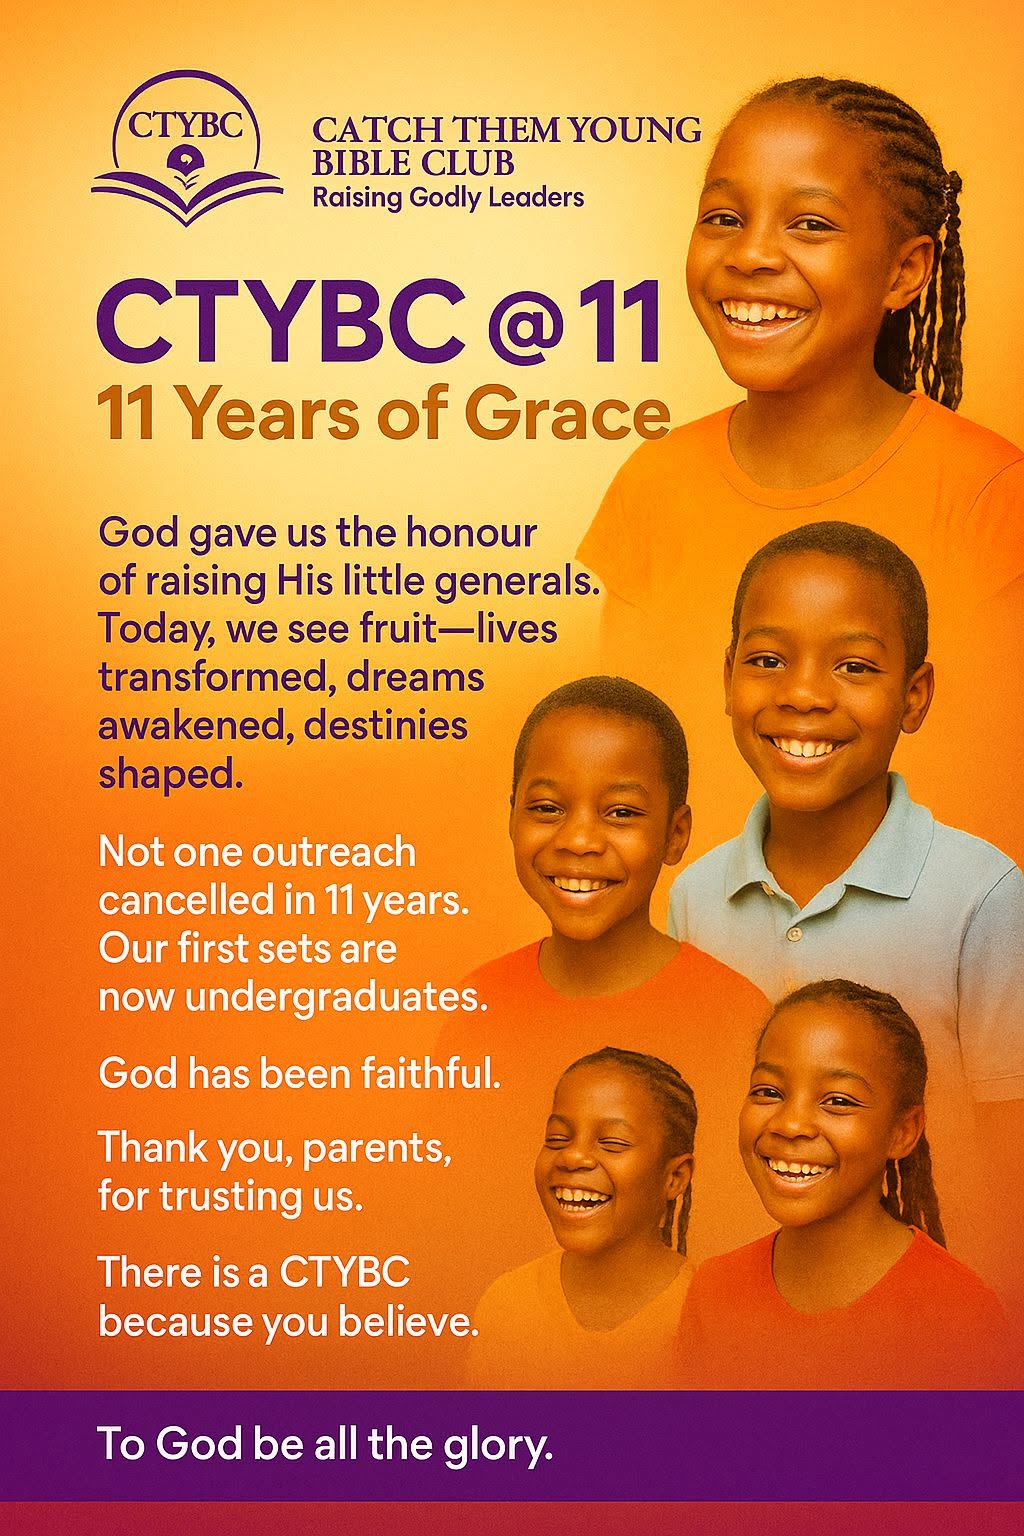 CTYBC
CATCH THEM YOUNG
BIBLE CLUB
Raising Godly Leaders
CTYBC @ 11
11 Years of Grace
God gave us the honour
of raising His little generals.
Today, we see fruit—lives
transformed, dreams
awakened, destinies
shaped.
Not one outreach
cancelled in 11 years.
Our first sets are
now undergraduates.
God has been faithful.
Thank you, parents,
for trusting us.
There is a CTYBC
because you believe.
To God be all the glory.